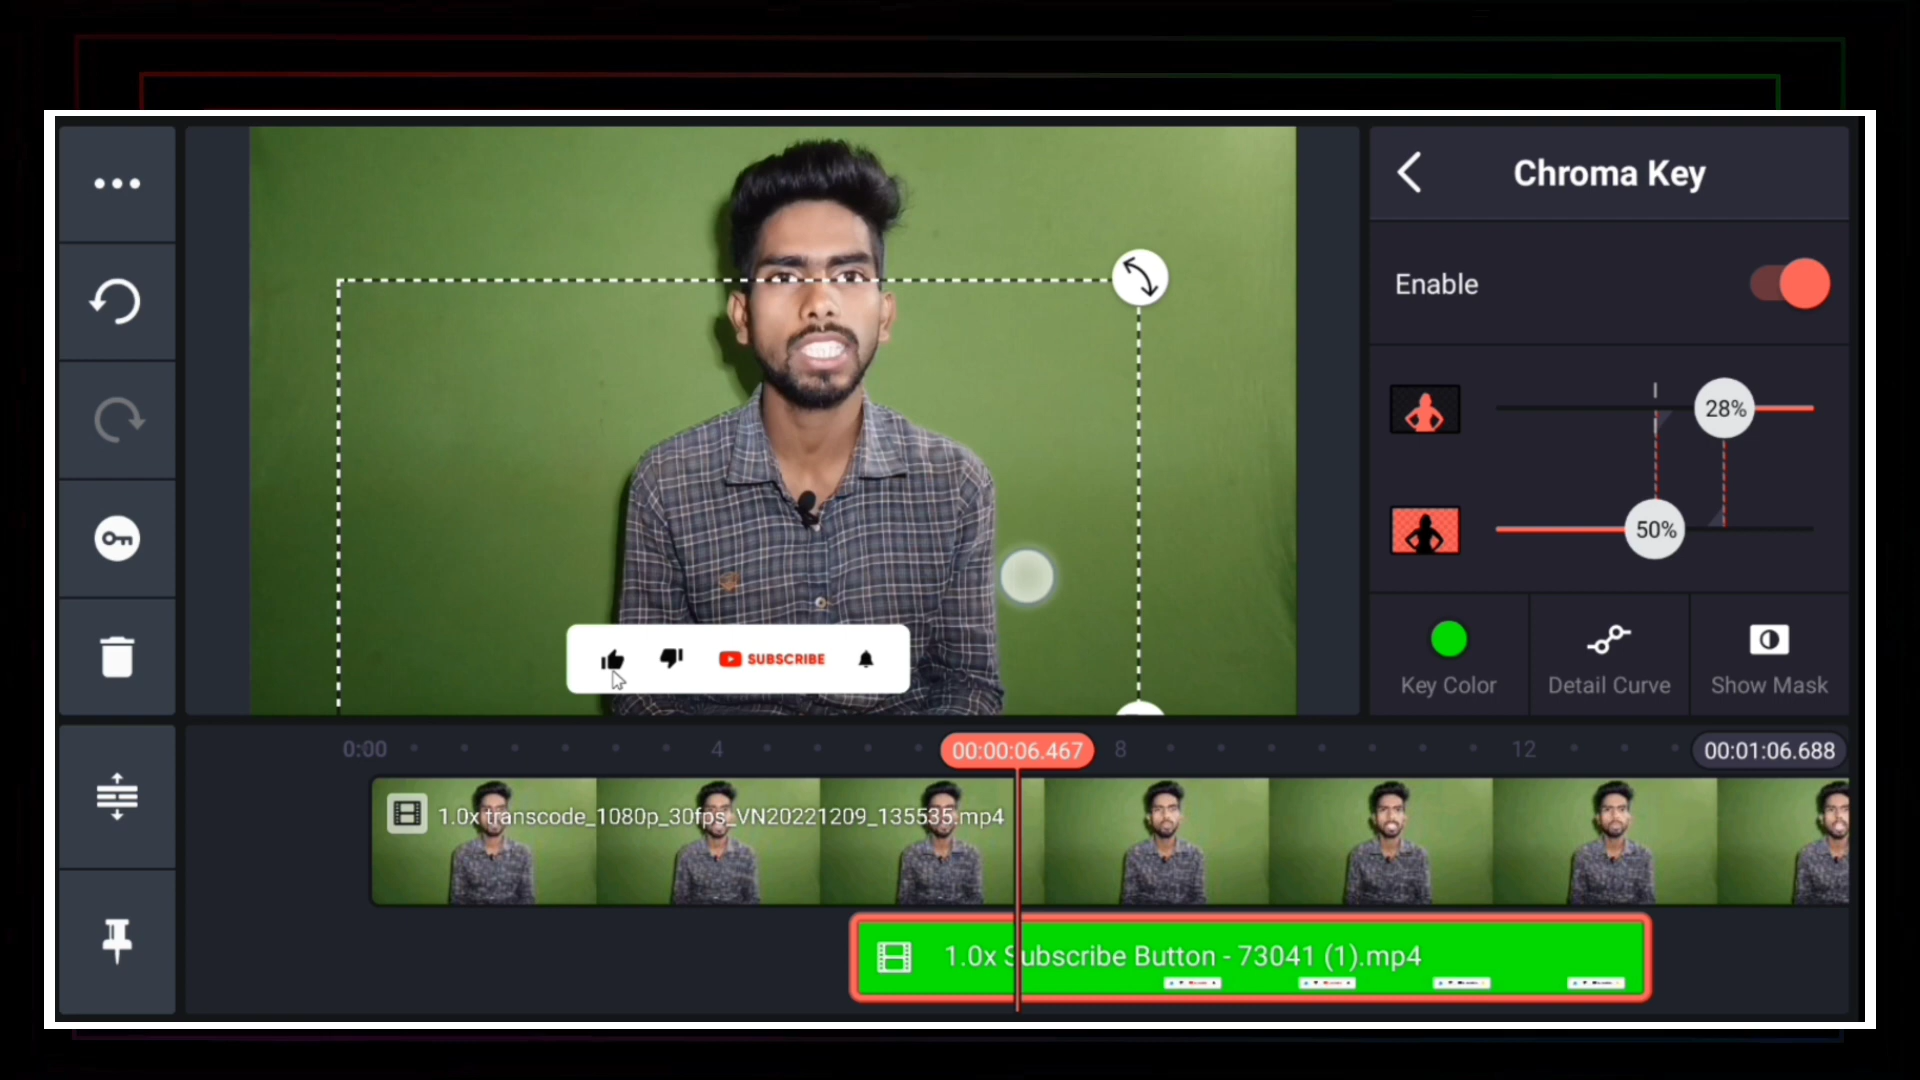 Chroma Key
Enable
28%
50%
SUBSCRIBE
Key Color
Detail Curve
Show Mask
0:00
4
00:00:06.467
8
12
00:01:06.688
1.0x transcode_1080p_30fps_VN20221209_135535.mp4
1.0x Subscribe Button - 73041 (1).mp4